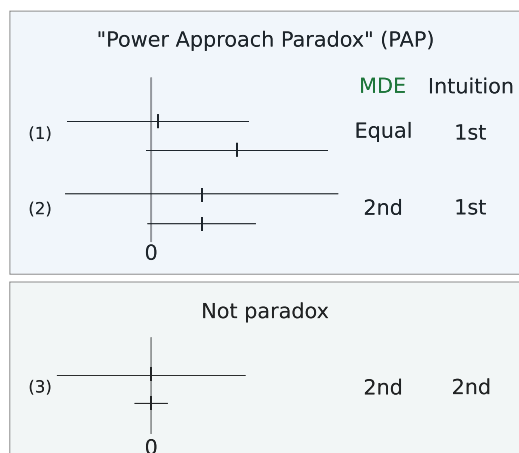 "Power Approach Paradox" (PAP)
MDE Intuition
(1) Equal 1st
(2) 2nd 1st
0
Not paradox
(3) 2nd 2nd
0